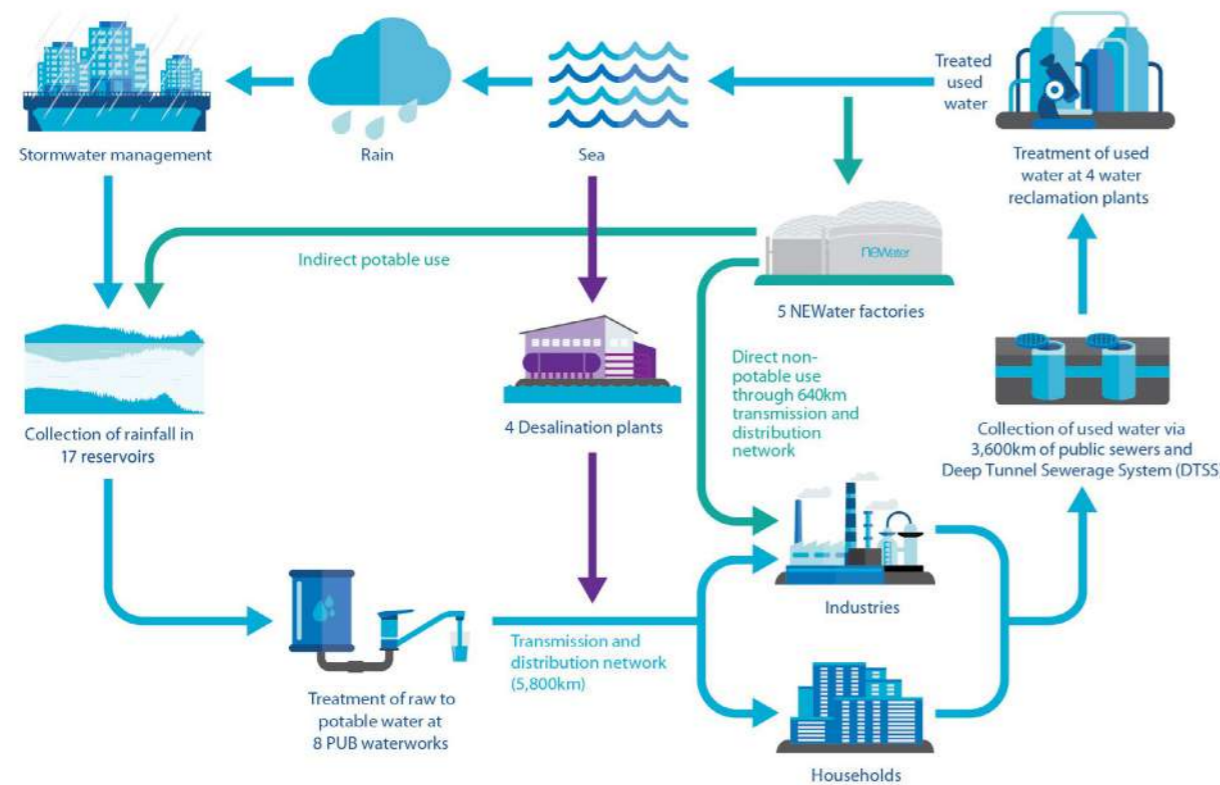 Treated
used
water
Stormwater management
Rain
Sea
Treatment of used
water at 4 water
reclamation plants
Indirect potable use
neWater
5 NEWater factories
Direct non-
potable use
through 640km
transmission and
distribution
network
Collection of rainfall in
17 reservoirs
4 Desalination plants
Collection of used water via
3,600km of public sewers and
Deep Tunnel Sewerage System (DTSS)
Industries
Transmission and
distribution network
(5,800km)
Treatment of raw to
potable water at
8 PUB waterworks
Households